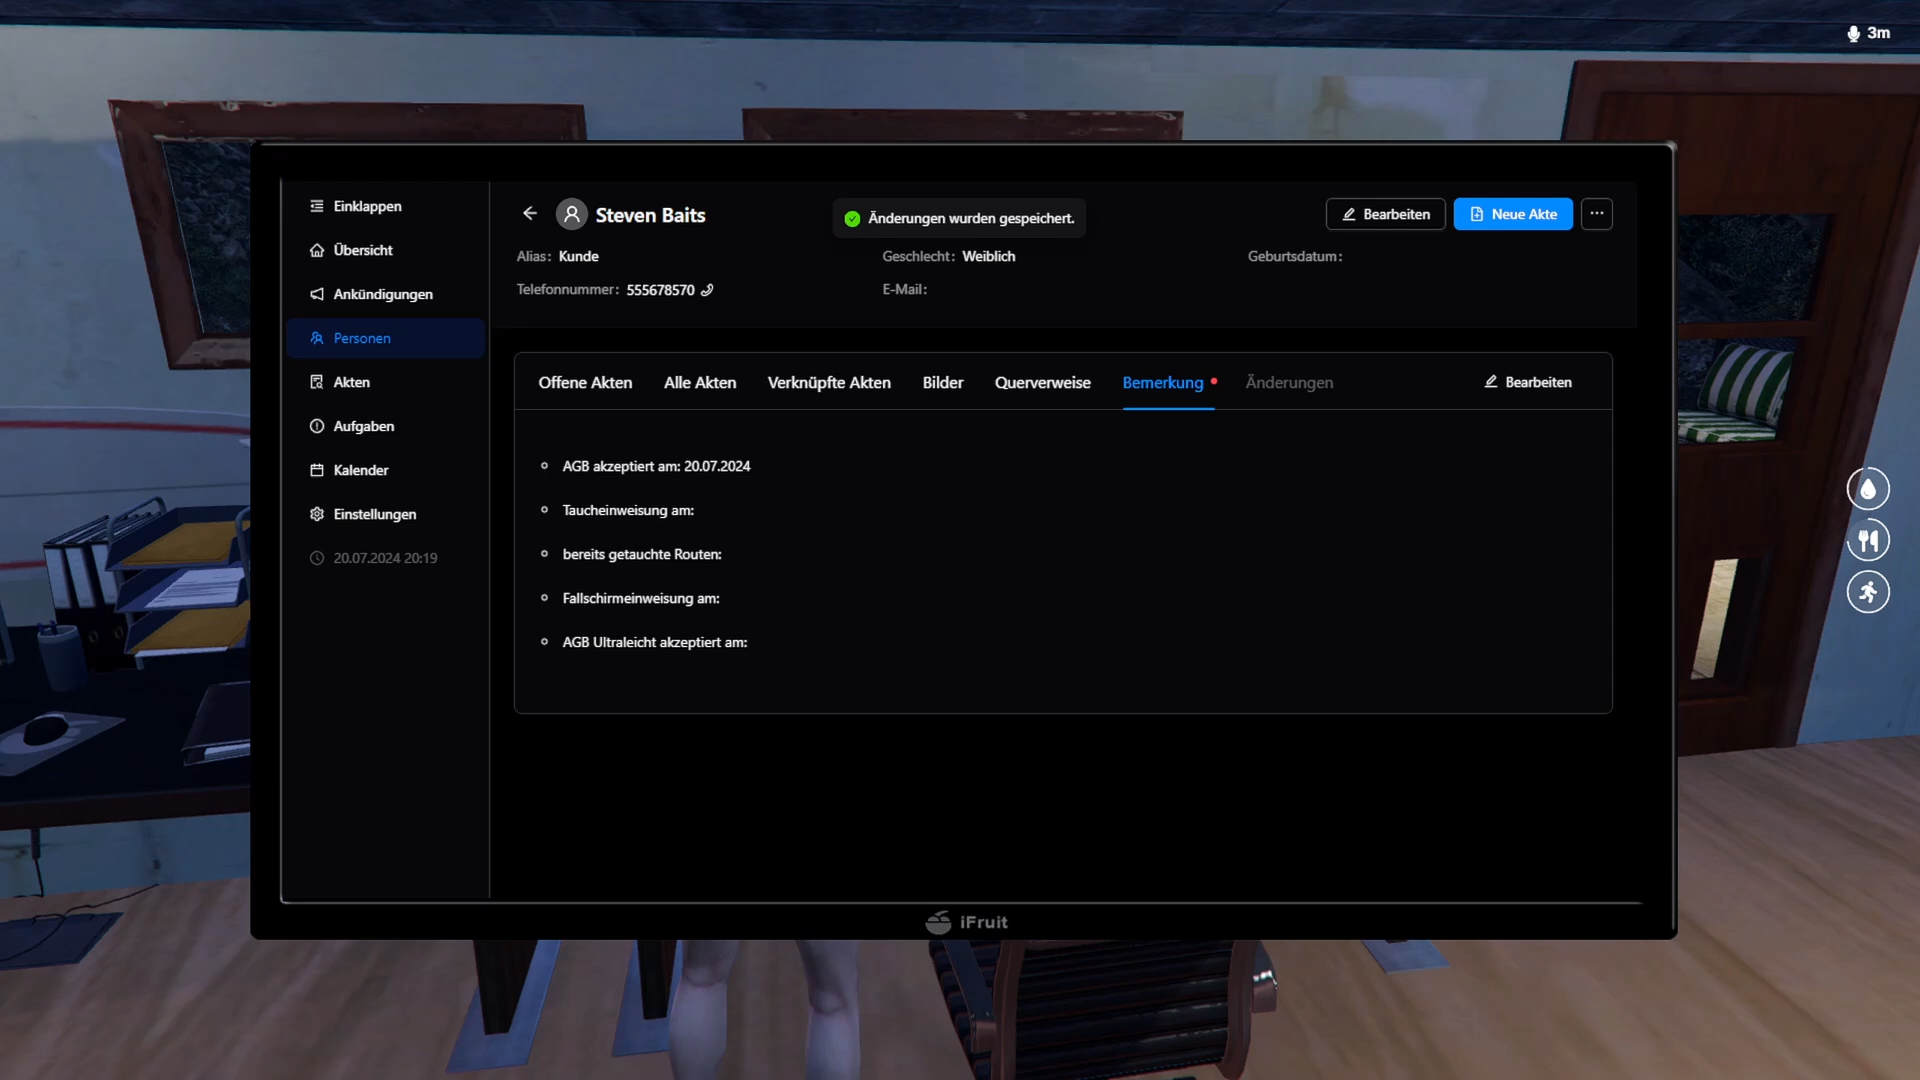 3m
Einklappen
Übersicht
Ankündigungen
Personen
Akten
Aufgaben
Kalender
Einstellungen
20.07.2024 20:19
Steven Baits
Änderungen wurden gespeichert.
Bearbeiten
Neue Akte
Alias: Kunde
Geschlecht: Weiblich
Geburtsdatum:
Telefonnummer: 555678570
E-Mail:
Offene Akten
Alle Akten
Verknüpfte Akten
Bilder
Querverweise
Bemerkung
Änderungen
Bearbeiten
AGB akzeptiert am: 20.07.2024
Taucheinweisung am:
bereits getauchte Routen:
Fallschirmeinweisung am:
AGB Ultraleicht akzeptiert am:
iFruit